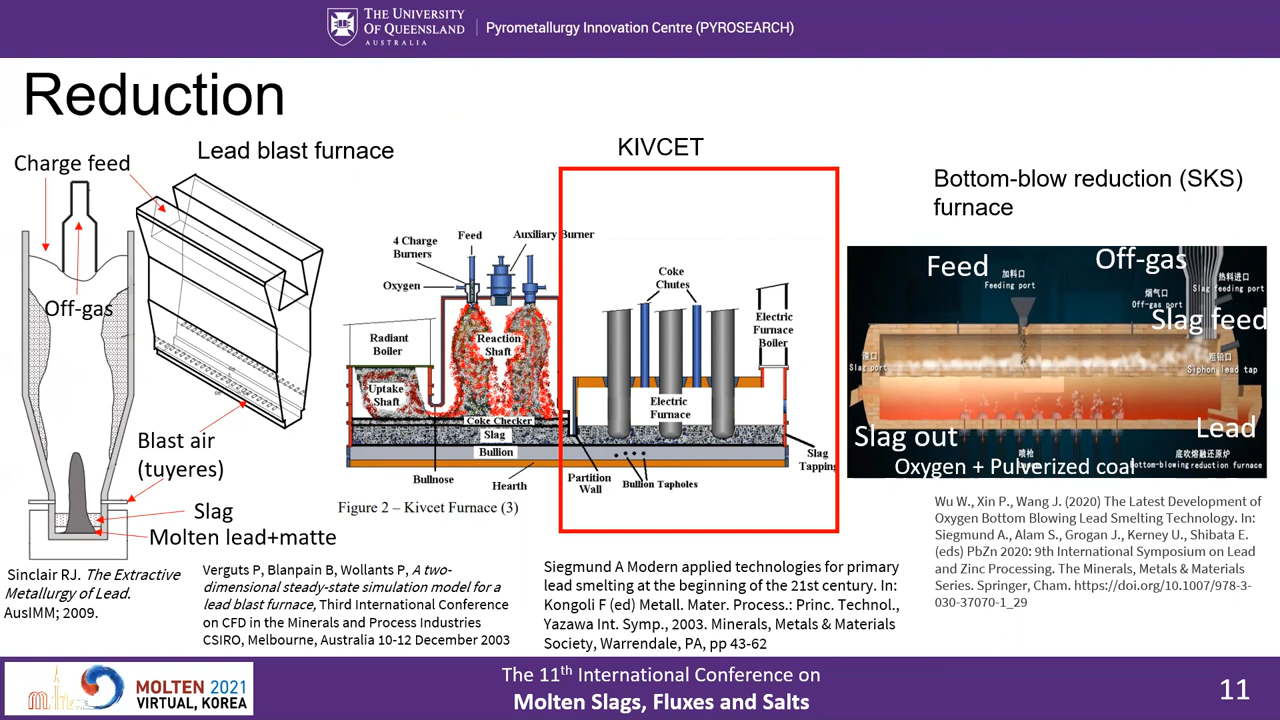 THE UNIVERSITY
OF QUEENSLAND
AUSTRALIA
Pyrometallurgy Innovation Centre (PYROSEARCH)
Reduction
Charge feed
Lead blast furnace
Off-gas
Blast air
(tuyeres)
Slag
Molten lead+matte
KIVCET
4 Charge
Burners
Feed
Auxiliary Burner
Oxygen
Radiant
Boiler
Reaction
Shaft
Uptake
Shaft
Coke Checker
Slag
Bullion
Bullnose
Hearth
Partition
Wall
Coke
Chutes
Electric
Furnace
Boiler
Electric
Furnace
Bullion Tapholes
Slag
Tapping
Figure 2 – Kivcet Furnace (3)
Bottom-blow reduction (SKS)
furnace
Feed
加料口
Feeding port
Off-gas
烟气口
Off-gas port
热料进口
Slag feeding port
Slag feed
渣口
Slag port
粗铅口
Siphon lead tap
Slag out
Lead
Oxygen + Pulverized coal
喷枪
底吹熔融还原炉
Bottom-blowing reduction furnace
Sinclair RJ. The Extractive
Metallurgy of Lead.
AusIMM; 2009.
Verguts P, Blanpain B, Wollants P, A two-
dimensional steady-state simulation model for a
lead blast furnace, Third International Conference
on CFD in the Minerals and Process Industries
CSIRO, Melbourne, Australia 10-12 December 2003
Siegmund A Modern applied technologies for primary
lead smelting at the beginning of the 21st century. In:
Kongoli F (ed) Metall. Mater. Process.: Princ. Technol.,
Yazawa Int. Symp., 2003. Minerals, Metals & Materials
Society, Warrendale, PA, pp 43-62
Wu W., Xin P., Wang J. (2020) The Latest Development of
Oxygen Bottom Blowing Lead Smelting Technology. In:
Siegmund A., Alam S., Grogan J., Kerney U., Shibata E.
(eds) PbZn 2020: 9th International Symposium on Lead
and Zinc Processing. The Minerals, Metals & Materials
Series. Springer, Cham. https://doi.org/10.1007/978-3-
030-37070-1_29
MOLTEN 2021
VIRTUAL, KOREA
The 11th International Conference on
Molten Slags, Fluxes and Salts
11